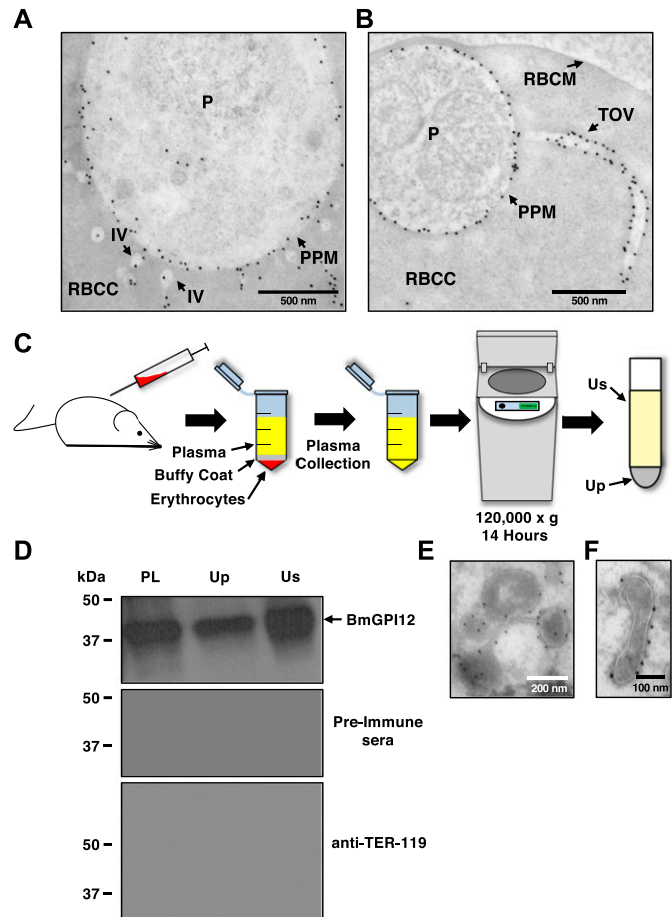 A
P
IV
PPM
RBCC
IV
500 nm
B
RBCM
TOV
P
PPM
RBCC
500 nm
C
Plasma
Buffy Coat
Erythrocytes
Plasma
Collection
120,000 x g
14 Hours
Us
Up
D
kDa
PL
Up
Us
50
37
BmGPI12
50
37
Pre-Immune
sera
50
37
anti-TER-119
E
200 nm
F
100 nm